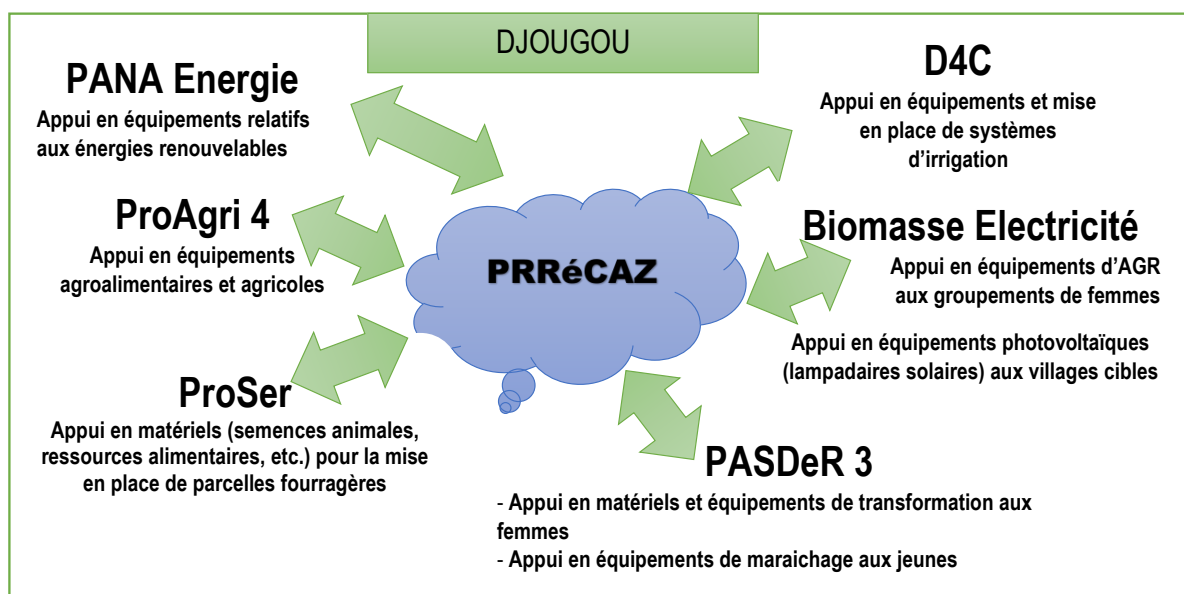 DJOUGOU
PANA Energie
Appui en équipements relatifs
aux énergies renouvelables
D4C
Appui en équipements et mise
en place de systèmes
d’irrigation
ProAgri 4
Appui en équipements
agroalimentaires et agricoles
PRRéCAZ
Biomasse Electricité
Appui en équipements d’AGR
aux groupements de femmes
Appui en équipements photovoltaïques
(lampadaires solaires) aux villages cibles
ProSer
Appui en matériels (semences animales,
ressources alimentaires, etc.) pour la mise
en place de parcelles fourragères
PASDeR 3
- Appui en matériels et équipements de transformation aux
femmes
- Appui en équipements de maraichage aux jeunes